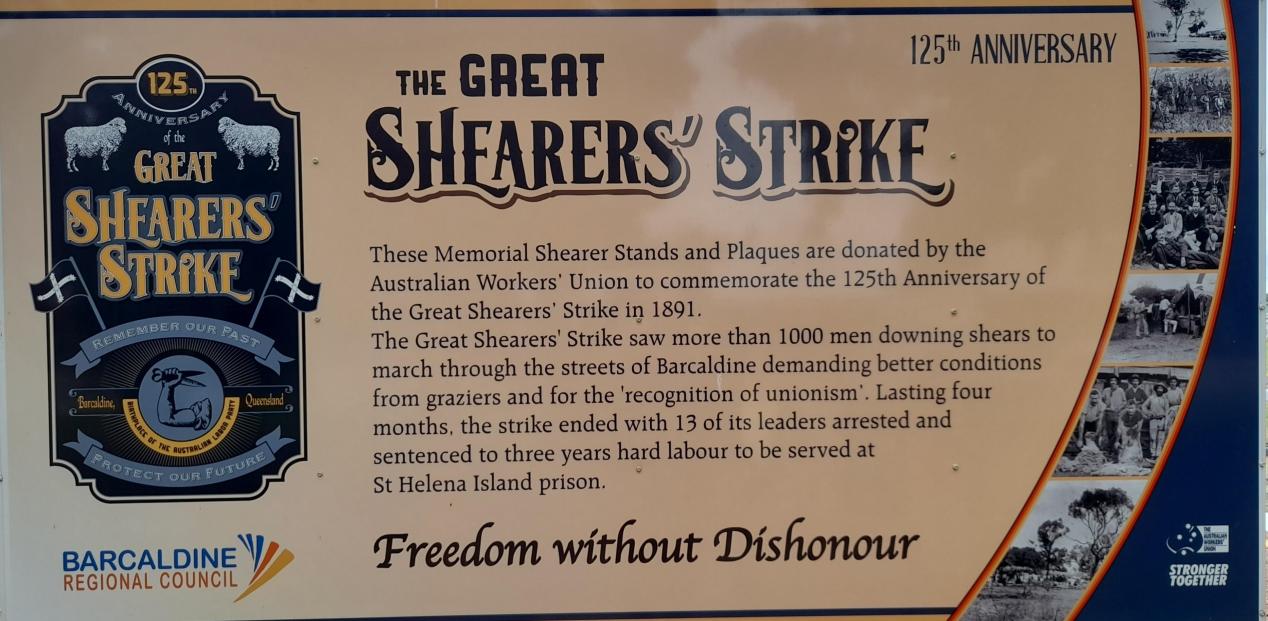 125th ANNIVERSARY
THE GREAT
SHEARERS' STRIKE
125TH
ANNIVERSARY
of the
GREAT
SHEARERS'
STRIKE
REMEMBER OUR PAST
Barcaldine, Queensland
BIRTHPLACE OF THE AUSTRALIAN LABOR PARTY
PROTECT OUR FUTURE
These Memorial Shearer Stands and Plaques are donated by the
Australian Workers' Union to commemorate the 125th Anniversary of
the Great Shearers' Strike in 1891.
The Great Shearers' Strike saw more than 1000 men downing shears to
march through the streets of Barcaldine demanding better conditions
from graziers and for the 'recognition of unionism'. Lasting four
months, the strike ended with 13 of its leaders arrested and
sentenced to three years hard labour to be served at
St Helena Island prison.
Freedom without Dishonour
BARCALDINE
REGIONAL COUNCIL
THE
AUSTRALIAN
WORKERS'
UNION
STRONGER
TOGETHER